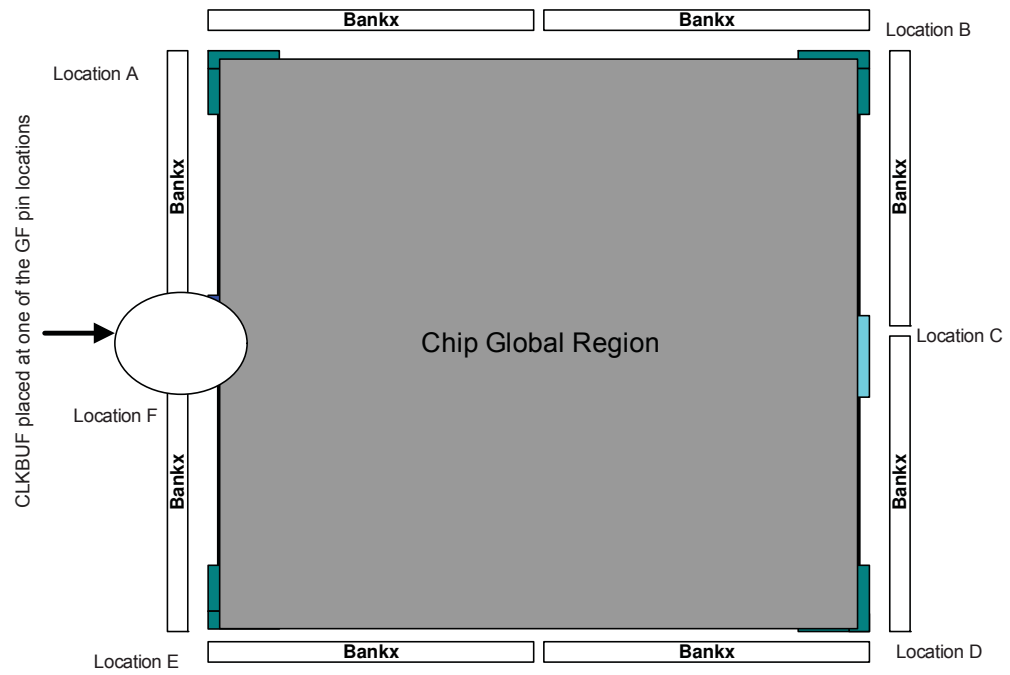 Bankx
Bankx
Location B
Location A
CLKBUF placed at one of the GF pin locations
Bankx
Bankx
Chip Global Region
Location C
Location F
Bankx
Bankx
Bankx
Bankx
Location D
Location E